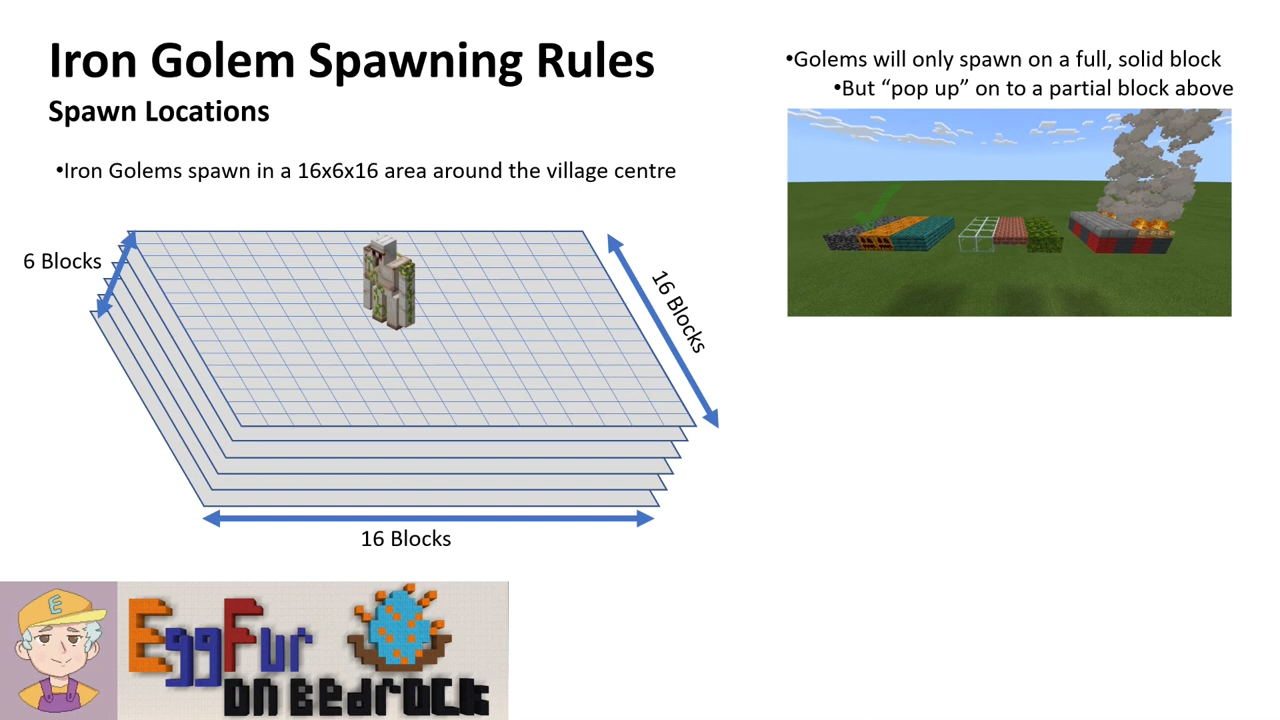 Iron Golem Spawning Rules
Spawn Locations
•Iron Golems spawn in a 16x6x16 area around the village centre
6 Blocks
16 Blocks
16 Blocks
•Golems will only spawn on a full, solid block
•But “pop up” on to a partial block above
E
EggFur
on Bedrock